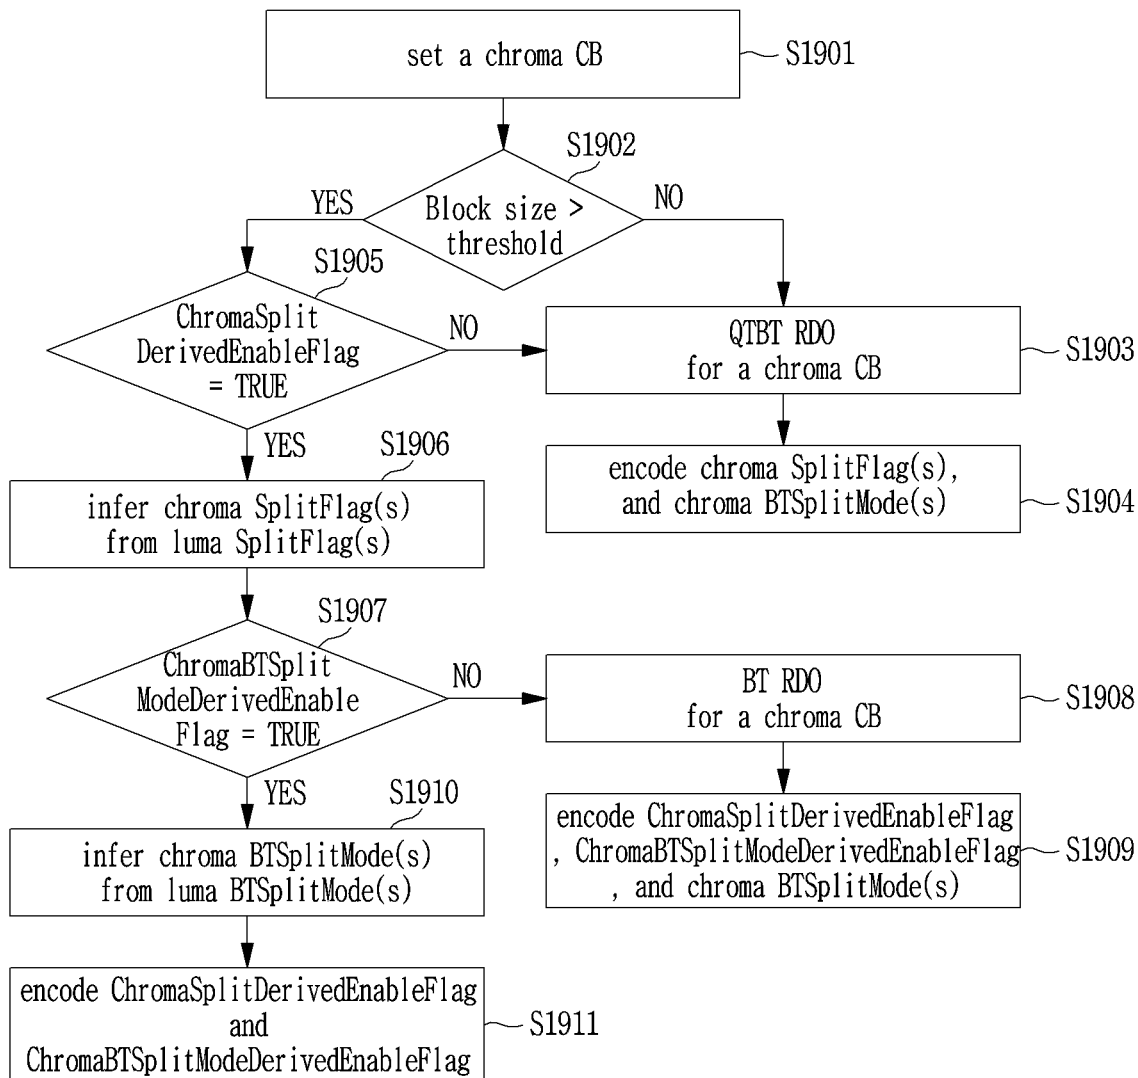 set a chroma CB
S1901
S1902
YES
Block size >
threshold
NO
S1905
ChromaSplit
DerivedEnableFlag
= TRUE
NO
QTBT RDO
for a chroma CB
S1903
YES
S1906
encode chroma SplitFlag(s),
and chroma BTSplitMode(s)
S1904
infer chroma SplitFlag(s)
from luma SplitFlag(s)
S1907
ChromaBTSplit
ModeDerivedEnable
Flag = TRUE
NO
BT RDO
for a chroma CB
S1908
YES
S1910
encode ChromaSplitDerivedEnableFlag
, ChromaBTSplitModeDerivedEnableFlag
, and chroma BTSplitMode(s)
S1909
infer chroma BTSplitMode(s)
from luma BTSplitMode(s)
encode ChromaSplitDerivedEnableFlag
and
ChromaBTSplitModeDerivedEnableFlag
S1911